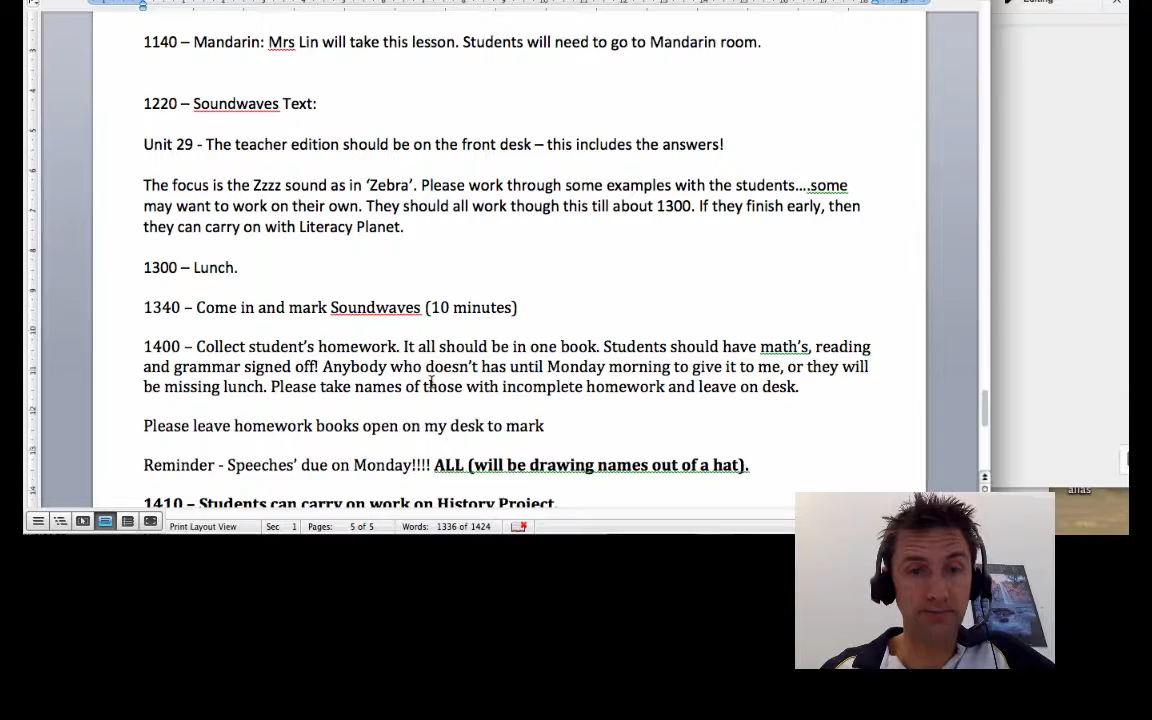 Editing
1140 – Mandarin: Mrs Lin will take this lesson. Students will need to go to Mandarin room.
1220 – Soundwaves Text:
Unit 29 - The teacher edition should be on the front desk – this includes the answers!
The focus is the Zzzz sound as in ‘Zebra’. Please work through some examples with the students….some
may want to work on their own. They should all work though this till about 1300. If they finish early, then
they can carry on with Literacy Planet.
1300 – Lunch.
1340 – Come in and mark Soundwaves (10 minutes)
1400 – Collect student’s homework. It all should be in one book. Students should have math’s, reading
and grammar signed off! Anybody who doesn’t has until Monday morning to give it to me, or they will
be missing lunch. Please take names of those with incomplete homework and leave on desk.
Please leave homework books open on my desk to mark
Reminder - Speeches’ due on Monday!!!! ALL (will be drawing names out of a hat).
1410 – Students can carry on work on History Project.
alias
Print Layout View Sec 1 Pages: 5 of 5 Words: 1336 of 1424